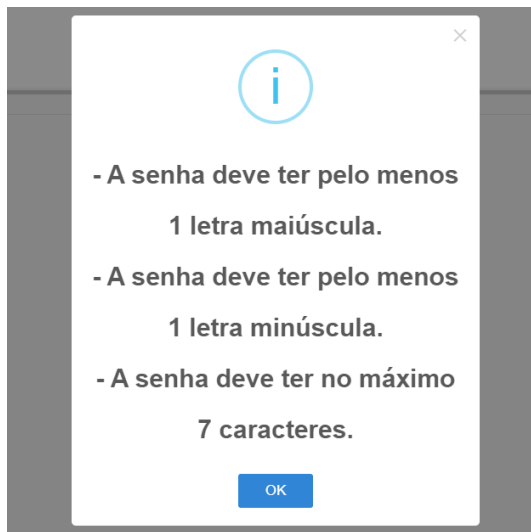 - A senha deve ter pelo menos
1 letra maiúscula.
- A senha deve ter pelo menos
1 letra minúscula.
- A senha deve ter no máximo
7 caracteres.
OK